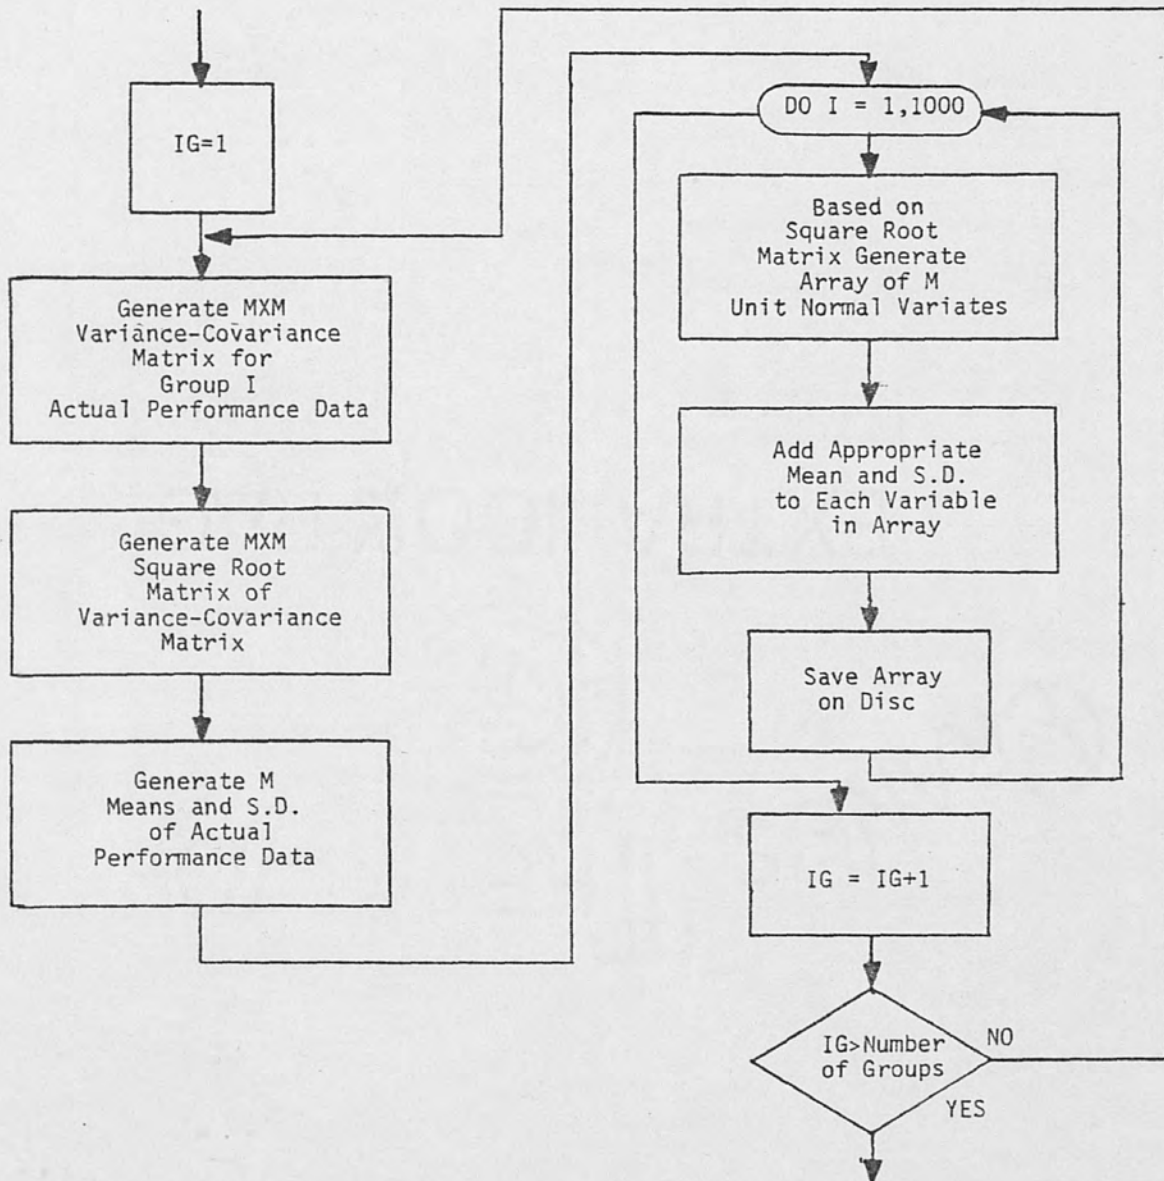 IG=1
Generate MXM
Variance-Covariance
Matrix for
Group I
Actual Performance Data
Generate MXM
Square Root
Matrix of
Variance-Covariance
Matrix
Generate M
Means and S.D.
of Actual
Performance Data
DO I = 1,1000
Based on
Square Root
Matrix Generate
Array of M
Unit Normal Variates
Add Appropriate
Mean and S.D.
to Each Variable
in Array
Save Array
on Disc
IG = IG+1
IG>Number
of Groups
NO
YES